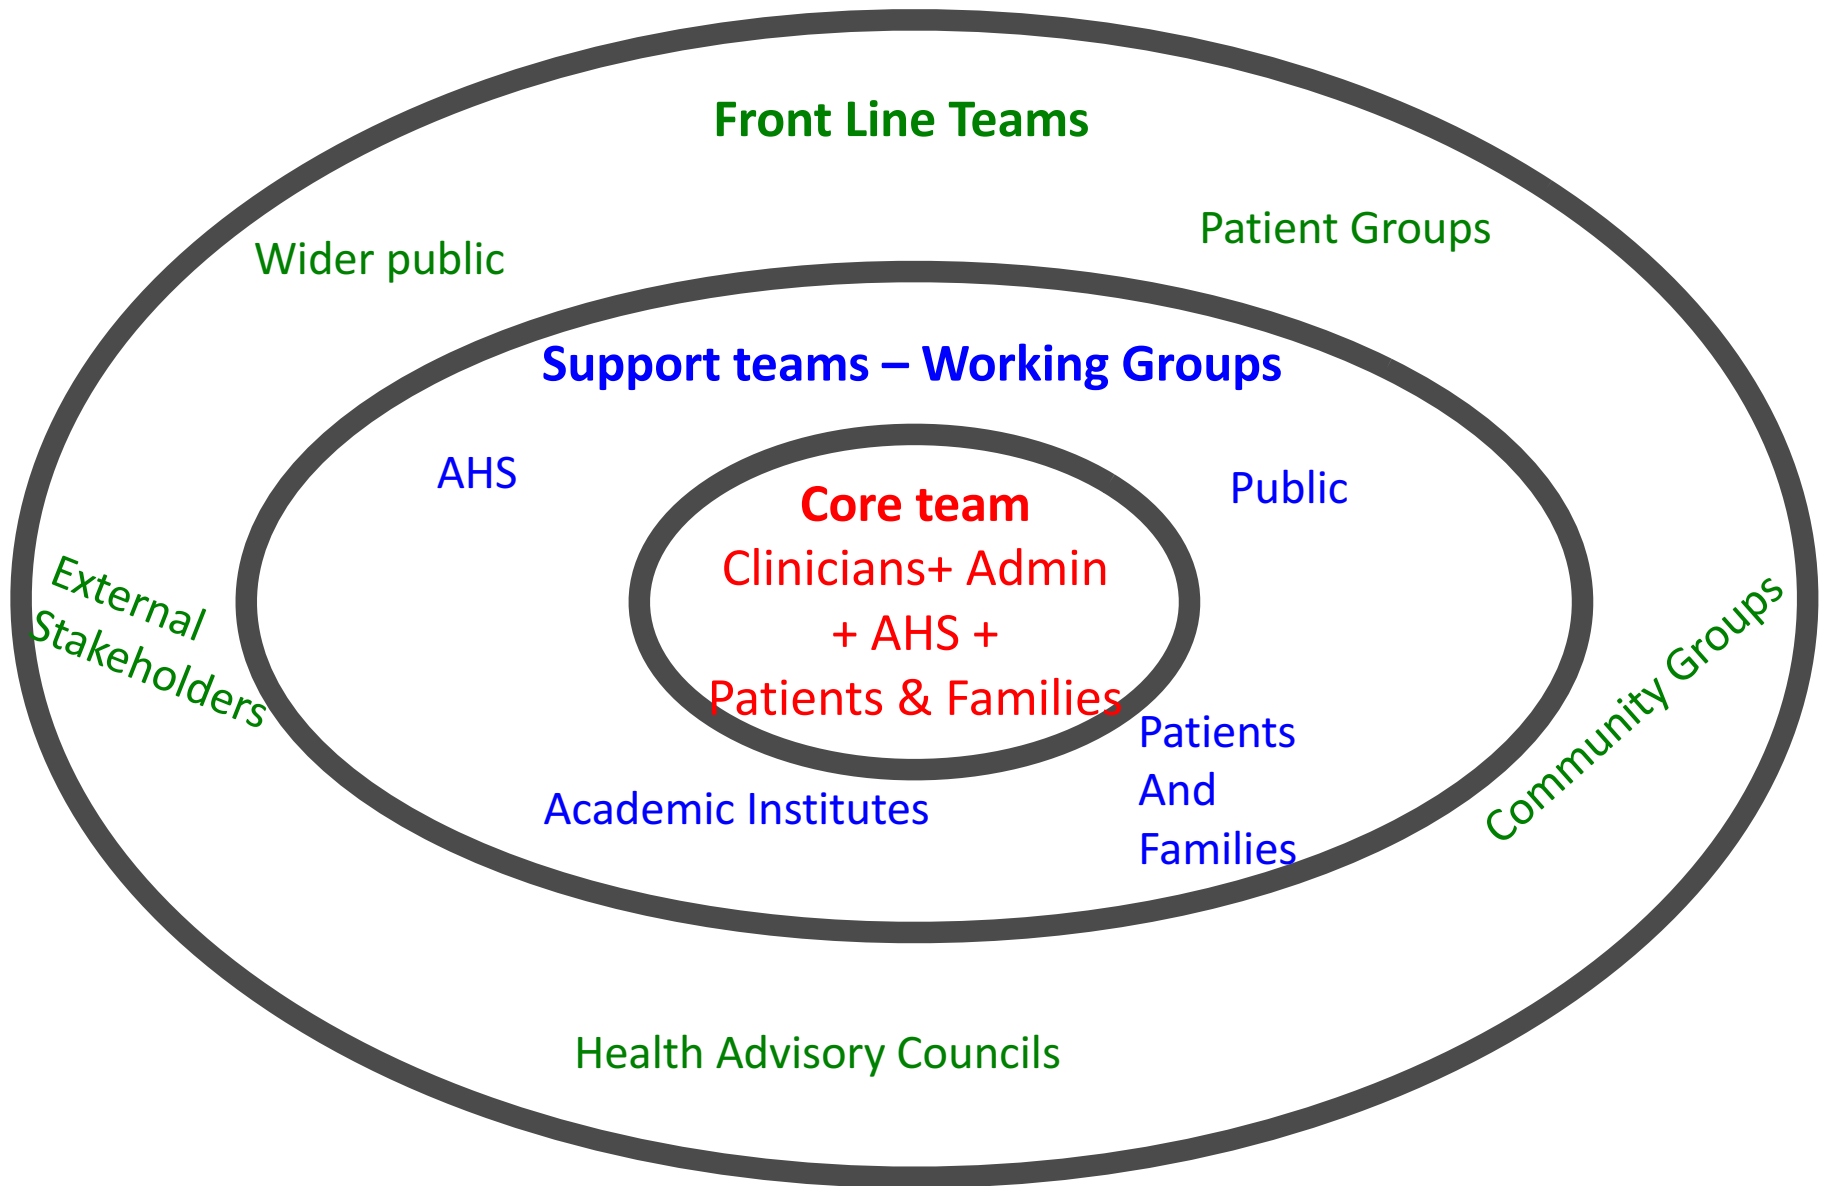 Front Line Teams
Patient Groups
Wider public
Support teams – Working Groups
AHS
Public
Core team
Clinicians+ Admin
+ AHS +
Patients & Families
External
Stakeholders
Community Groups
Patients
And
Families
Academic Institutes
Health Advisory Councils